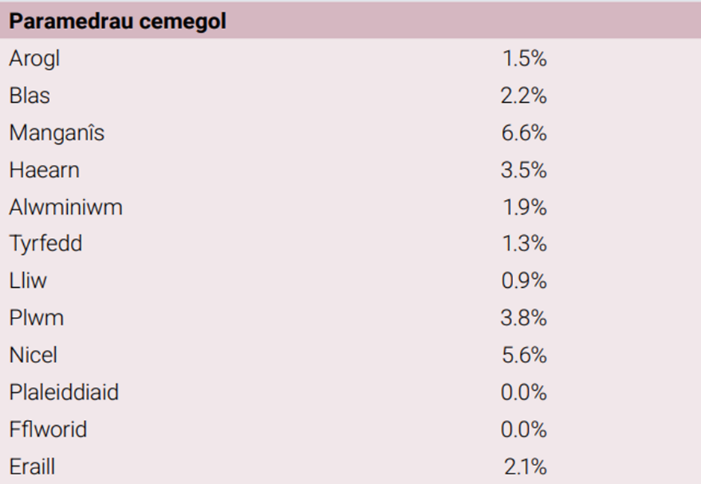 Paramedrau cemegol
Arogl 1.5%
Blas 2.2%
Manganîs 6.6%
Haearn 3.5%
Alwminiwm 1.9%
Tyrfedd 1.3%
Lliw 0.9%
Plwm 3.8%
Nicel 5.6%
Plaleiddiaid 0.0%
Fflworid 0.0%
Eraill 2.1%